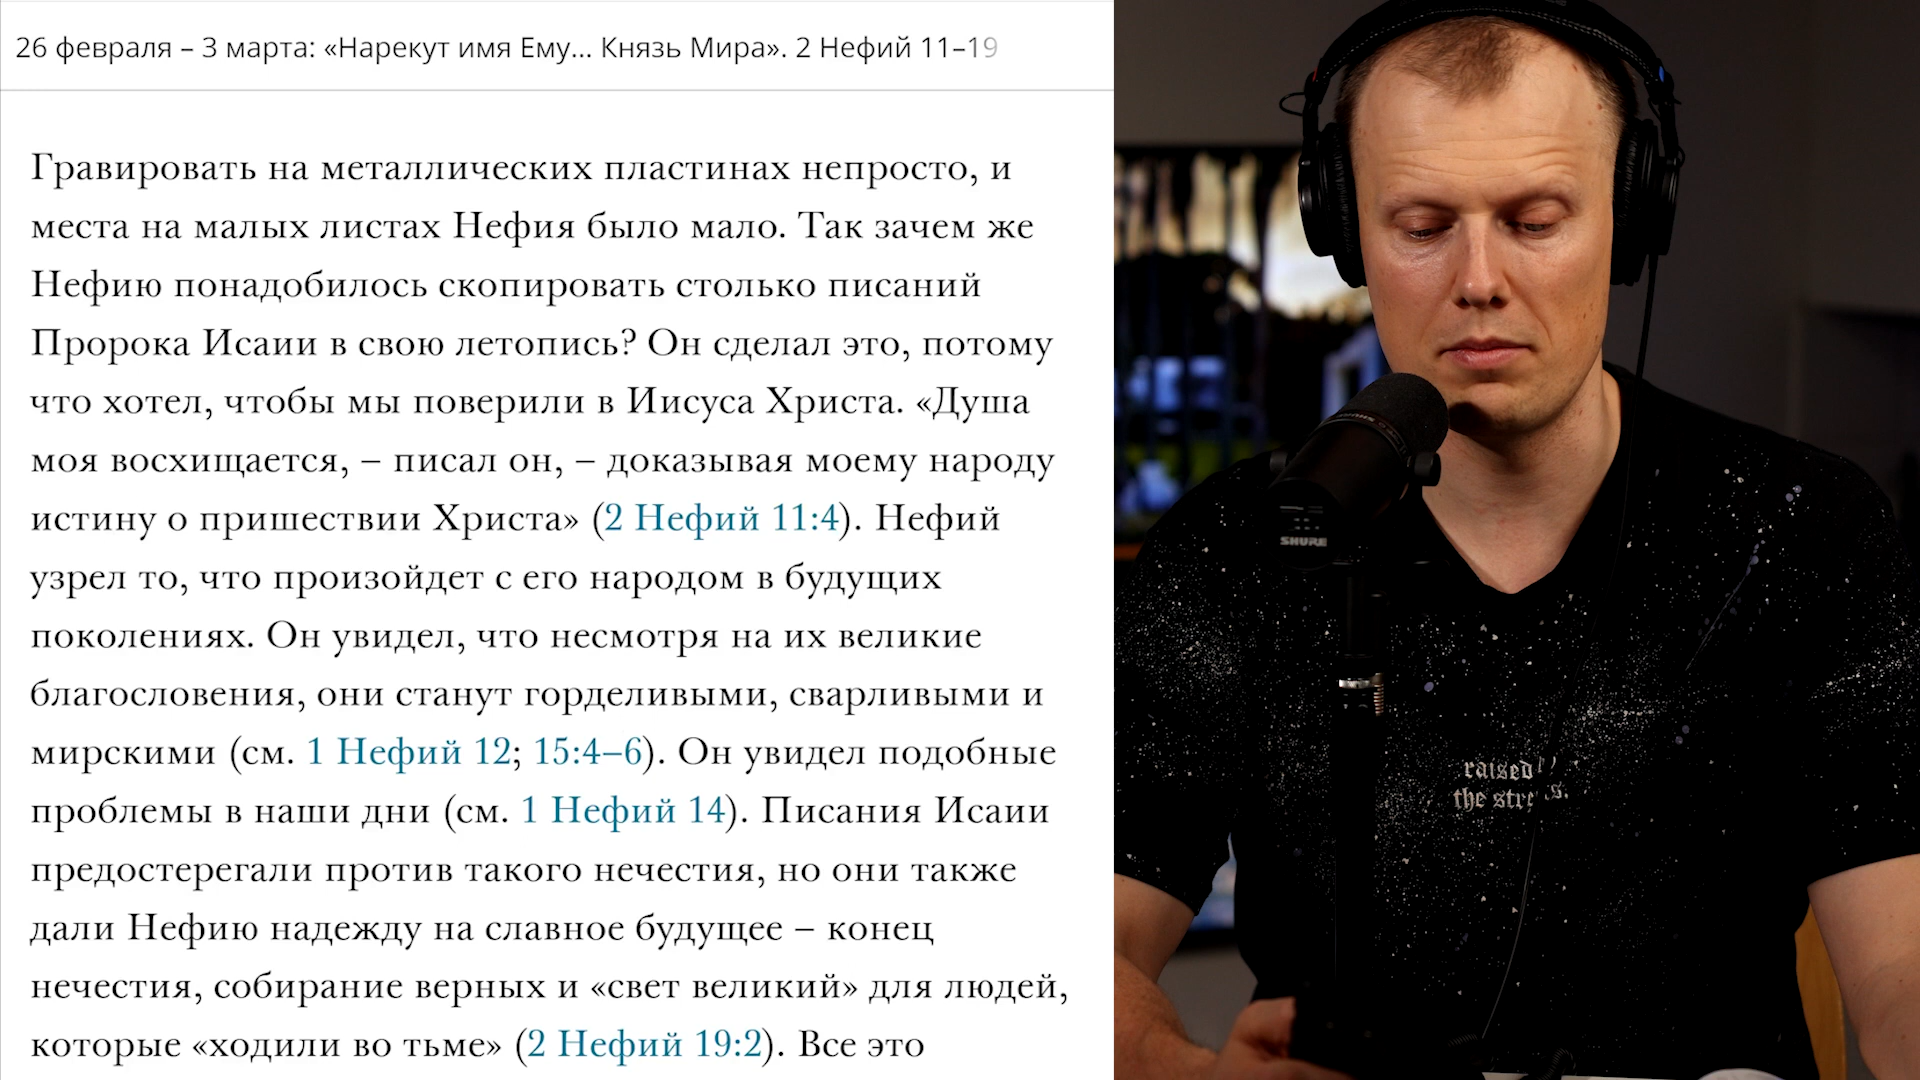 26 февраля – 3 марта: «Нарекут имя Ему... Князь Мира». 2 Нефий 11–19
Гравировать на металлических пластинах непросто, и
места на малых листах Нефия было мало. Так зачем же
Нефию понадобилось скопировать столько писаний
Пророка Исаии в свою летопись? Он сделал это, потому
что хотел, чтобы мы поверили в Иисуса Христа. «Душа
моя восхищается, – писал он, – доказывая моему народу
истину о пришествии Христа» (2 Нефий 11:4). Нефий
узрел то, что произойдет с его народом в будущих
поколениях. Он увидел, что несмотря на их великие
благословения, они станут горделивыми, сварливыми и
мирскими (см. 1 Нефий 12; 15:4–6). Он увидел подобные
проблемы в наши дни (см. 1 Нефий 14). Писания Исаии
предостерегали против такого нечестия, но они также
дали Нефию надежду на славное будущее – конец
нечестия, собирание верных и «свет великий» для людей,
которые «ходили во тьме» (2 Нефий 19:2). Все это
SHURE
raised
the